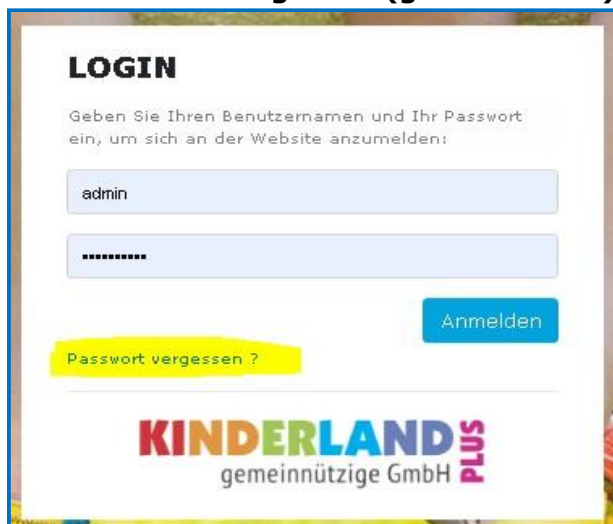 LOGIN
Geben Sie Ihren Benutzernamen und Ihr Passwort
ein, um sich an der Website anzumelden:
admin
••••••••••
Anmelden
Passwort vergessen ?
KINDERLAND PLUS
gemeinnützige GmbH